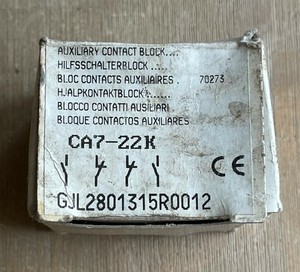 AUXILIARY CONTACT BLOCK....
HILFSSCHALTERBLOCK ....
BLOC CONTACTS AUXILIAIRES . 70273
HJALPKONTAKTBLOCK .......
BLOCCO CONTATTI AUSILIARI
BLOQUE CONTACTOS AUXILIARES
CA7-22K
CE
GJL2801315R0012